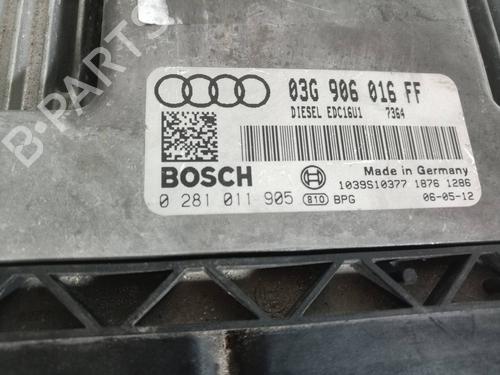 B-PARTS
03G 906 016 FF
DIESEL EDC16U1 7364
BOSCH
Made in Germany
1039S10377 1876 1286
0 281 011 905 810 BPG 06-05-12